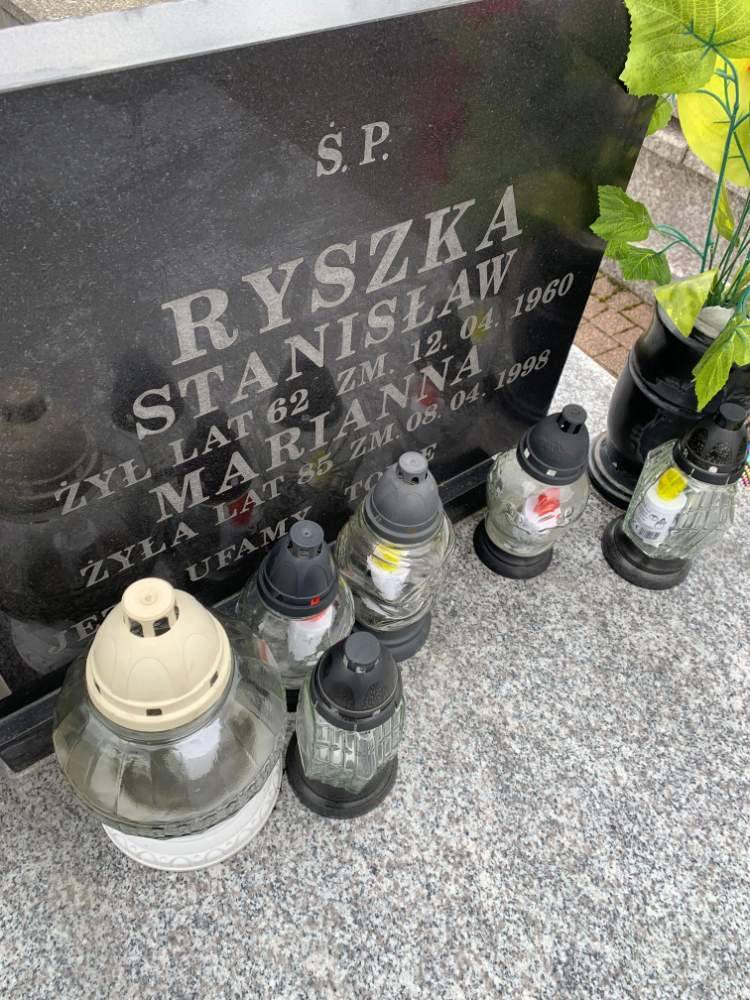 Ś.P.
RYSZKA
STANISŁAW
ŻYŁ LAT 62 ZM. 12. 04. 1960
MARIANNA
ŻYŁA LAT 85 ZM. 08. 04. 1998
UFAMY